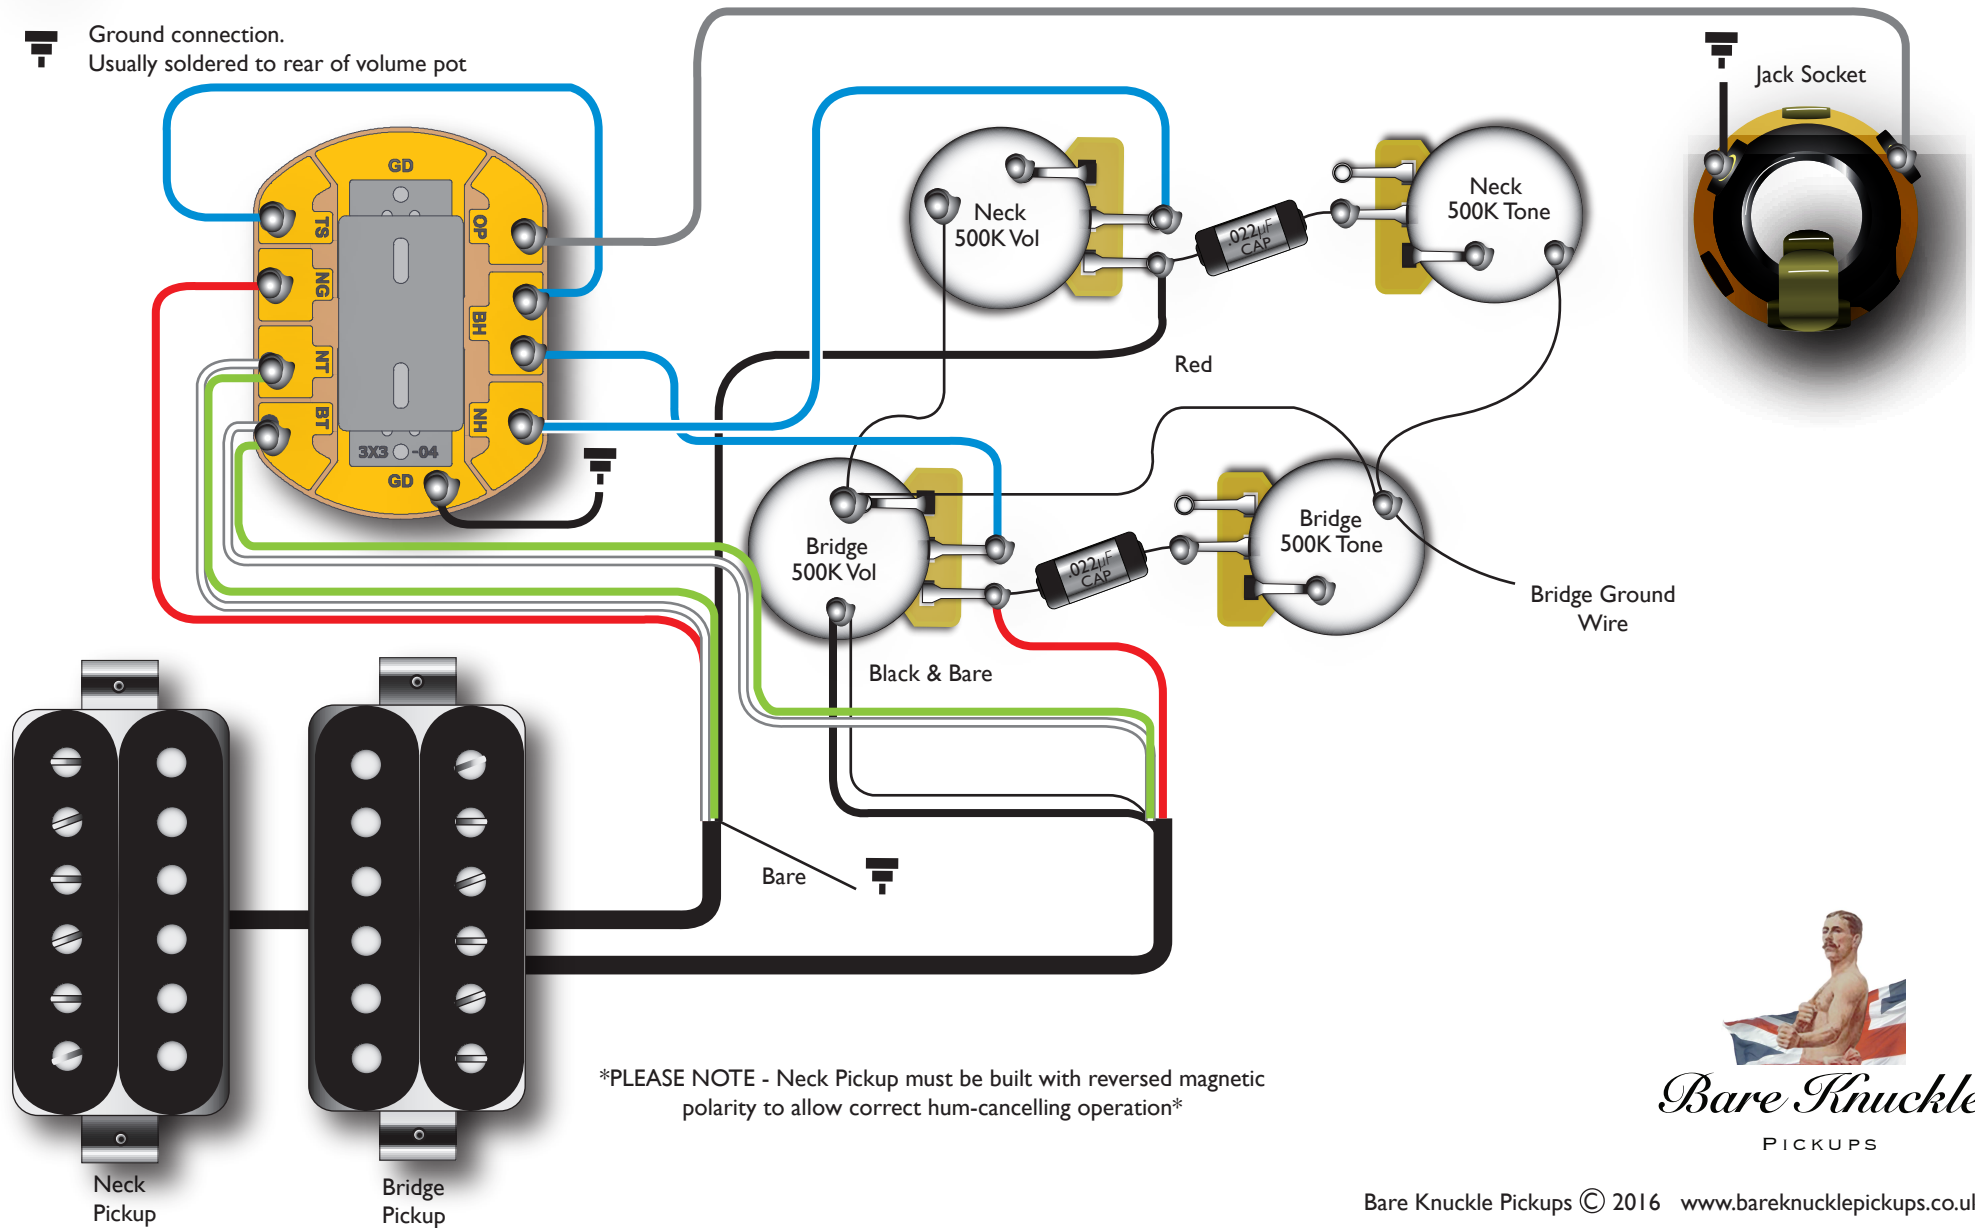 Ground connection.
Usually soldered to rear of volume pot
Jack Socket
GD
TS
OP
NG
BH
NT
BT
NH
3X3 -04
GD
Neck
500K Vol
.022µF
CAP
Neck
500K Tone
Red
Bridge
500K Vol
.022µF
CAP
Bridge
500K Tone
Bridge Ground
Wire
Black & Bare
Bare
*PLEASE NOTE - Neck Pickup must be built with reversed magnetic
polarity to allow correct hum-cancelling operation*
Neck
Pickup
Bridge
Pickup
Bare Knuckle
PICKUPS
Bare Knuckle Pickups © 2016 www.bareknucklepickups.co.uk